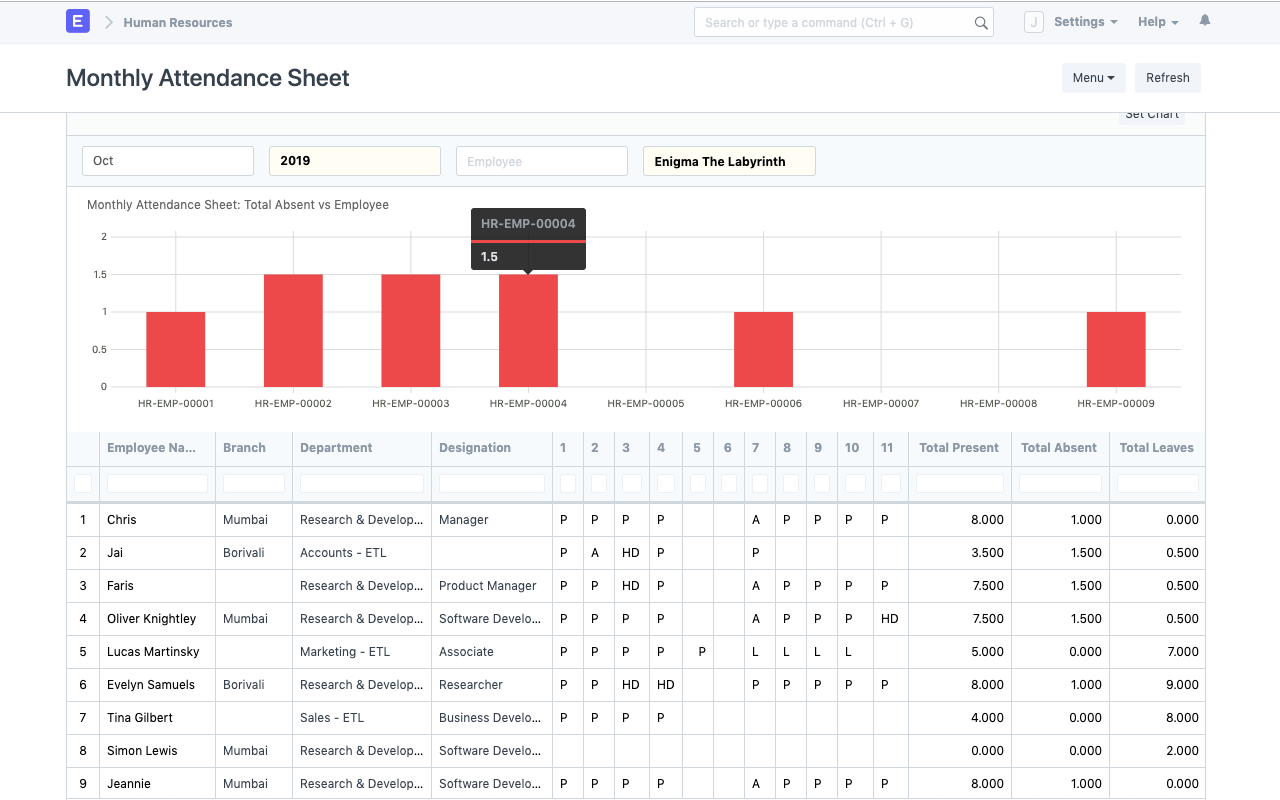 E Human Resources Search or type a command (Ctrl + G) J Settings Help
Monthly Attendance Sheet Menu Refresh
Set Chart
Oct 2019 Employee Enigma The Labyrinth
Monthly Attendance Sheet: Total Absent vs Employee
HR-EMP-00004
1.5
2
1.5
1
0.5
0
HR-EMP-00001 HR-EMP-00002 HR-EMP-00003 HR-EMP-00004 HR-EMP-00005 HR-EMP-00006 HR-EMP-00007 HR-EMP-00008 HR-EMP-00009
Employee Na... Branch Department Designation 1 2 3 4 5 6 7 8 9 10 11 Total Present Total Absent Total Leaves
1 Chris Mumbai Research & Develop... Manager P P P P A P P P P 8.000 1.000 0.000
2 Jai Borivali Accounts - ETL P A HD P P 3.500 1.500 0.500
3 Faris Research & Develop... Product Manager P P HD P A P P P P 7.500 1.500 0.500
4 Oliver Knightley Mumbai Research & Develop... Software Develo... P P P P A P P P HD 7.500 1.500 0.500
5 Lucas Martinsky Marketing - ETL Associate P P P P P L L L L 5.000 0.000 7.000
6 Evelyn Samuels Borivali Research & Develop... Researcher P P HD HD P P P P P 8.000 1.000 9.000
7 Tina Gilbert Sales - ETL Business Develo... P P P P 4.000 0.000 8.000
8 Simon Lewis Mumbai Research & Develop... Software Develo... 0.000 0.000 2.000
9 Jeannie Mumbai Research & Develop... Software Develo... P P P P A P P P P 8.000 1.000 0.000